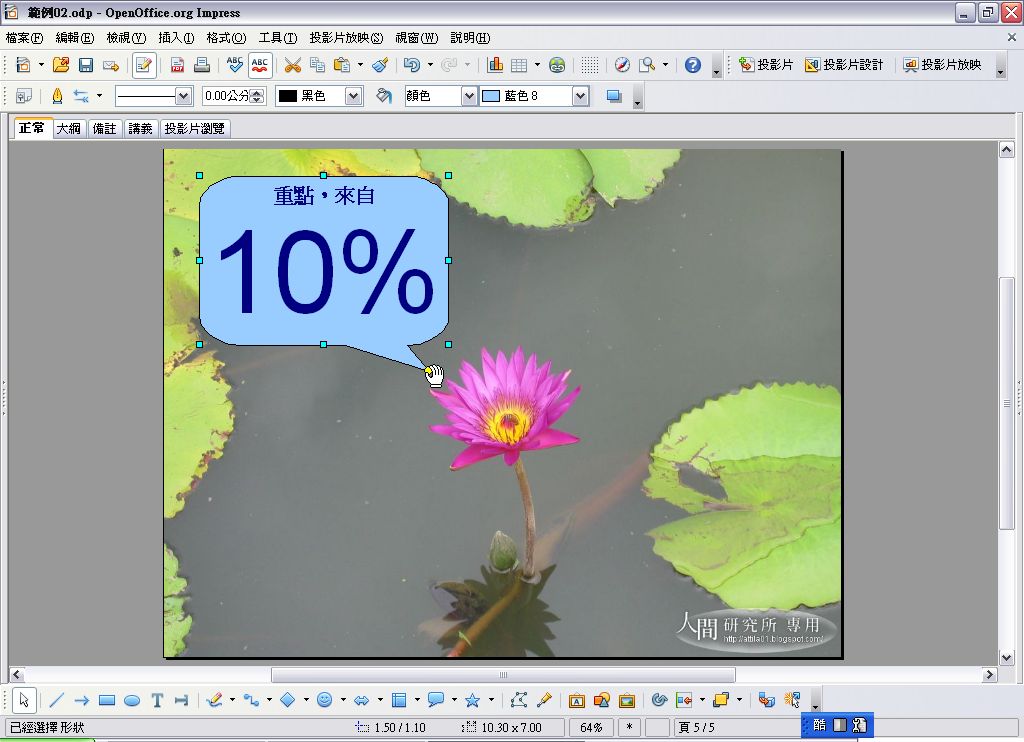 範例02.odp - OpenOffice.org Impress
檔案(F) 編輯(E) 檢視(V) 插入(I) 格式(O) 工具(T) 投影片放映(S) 視窗(W) 說明(H)
ABC ABC 投影片 投影片設計 投影片放映
0.00公分 黑色 顏色 藍色 8
正常 大綱 備註 講義 投影片瀏覽
重點，來自
10%
人間 研究所 專用
http://attila01.blogspot.com/
已經選擇 形狀 1.50 / 1.10 10.30 x 7.00 64% * 頁 5 / 5
酷